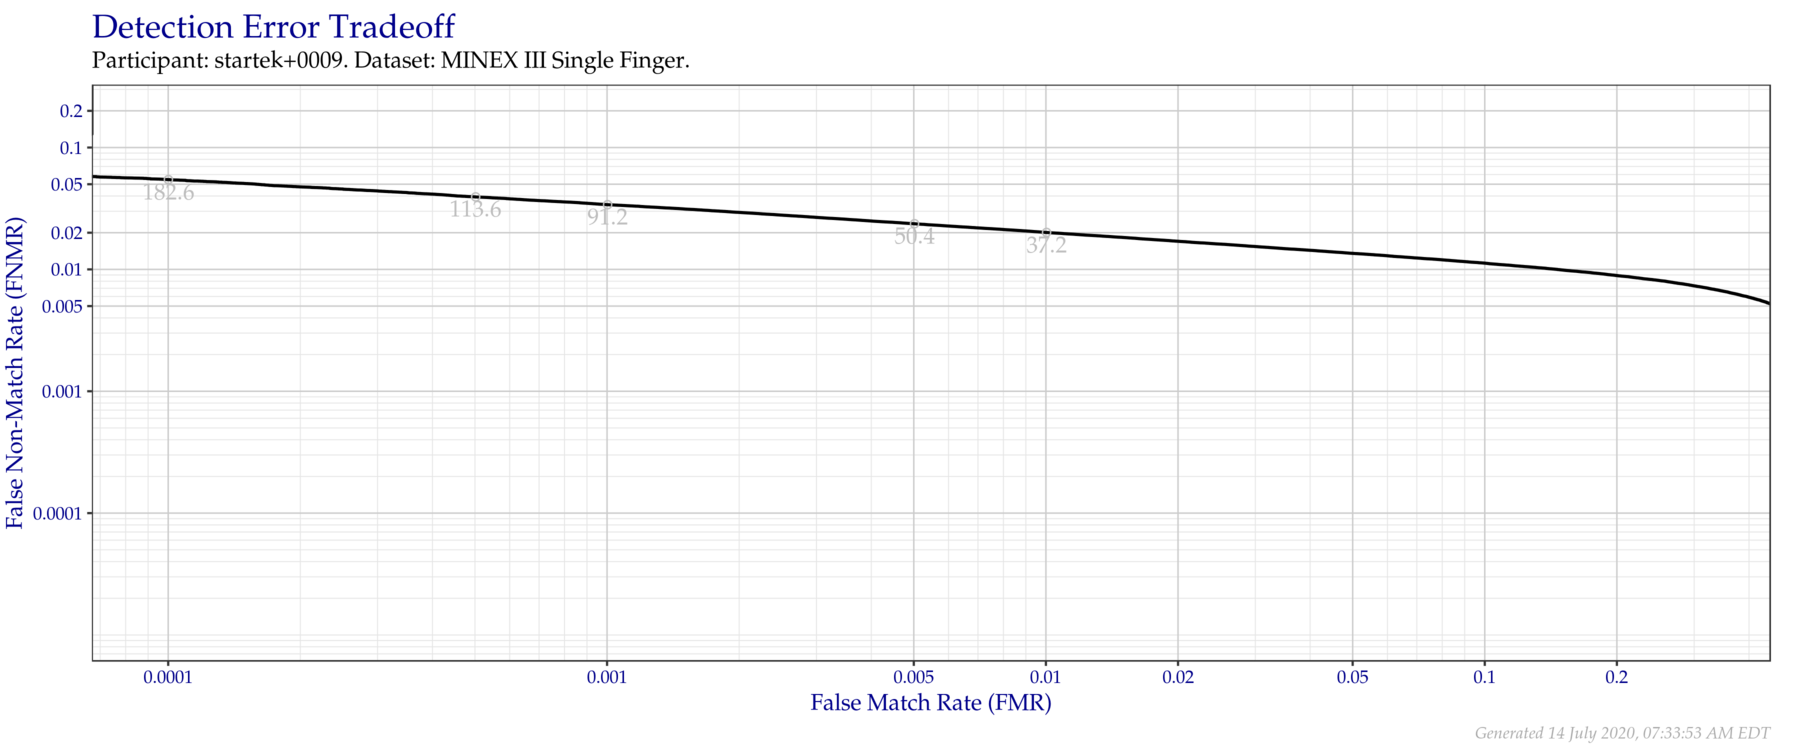 Detection Error Tradeoff
Participant: startek+0009. Dataset: MINEX III Single Finger.
False Non-Match Rate (FNMR)
0.2
0.1
0.05
0.02
0.01
0.005
0.001
0.0001
182.6
113.6
91.2
50.4
37.2
0.0001 0.001 0.005 0.01 0.02 0.05 0.1 0.2
False Match Rate (FMR)
Generated 14 July 2020, 07:33:53 AM EDT